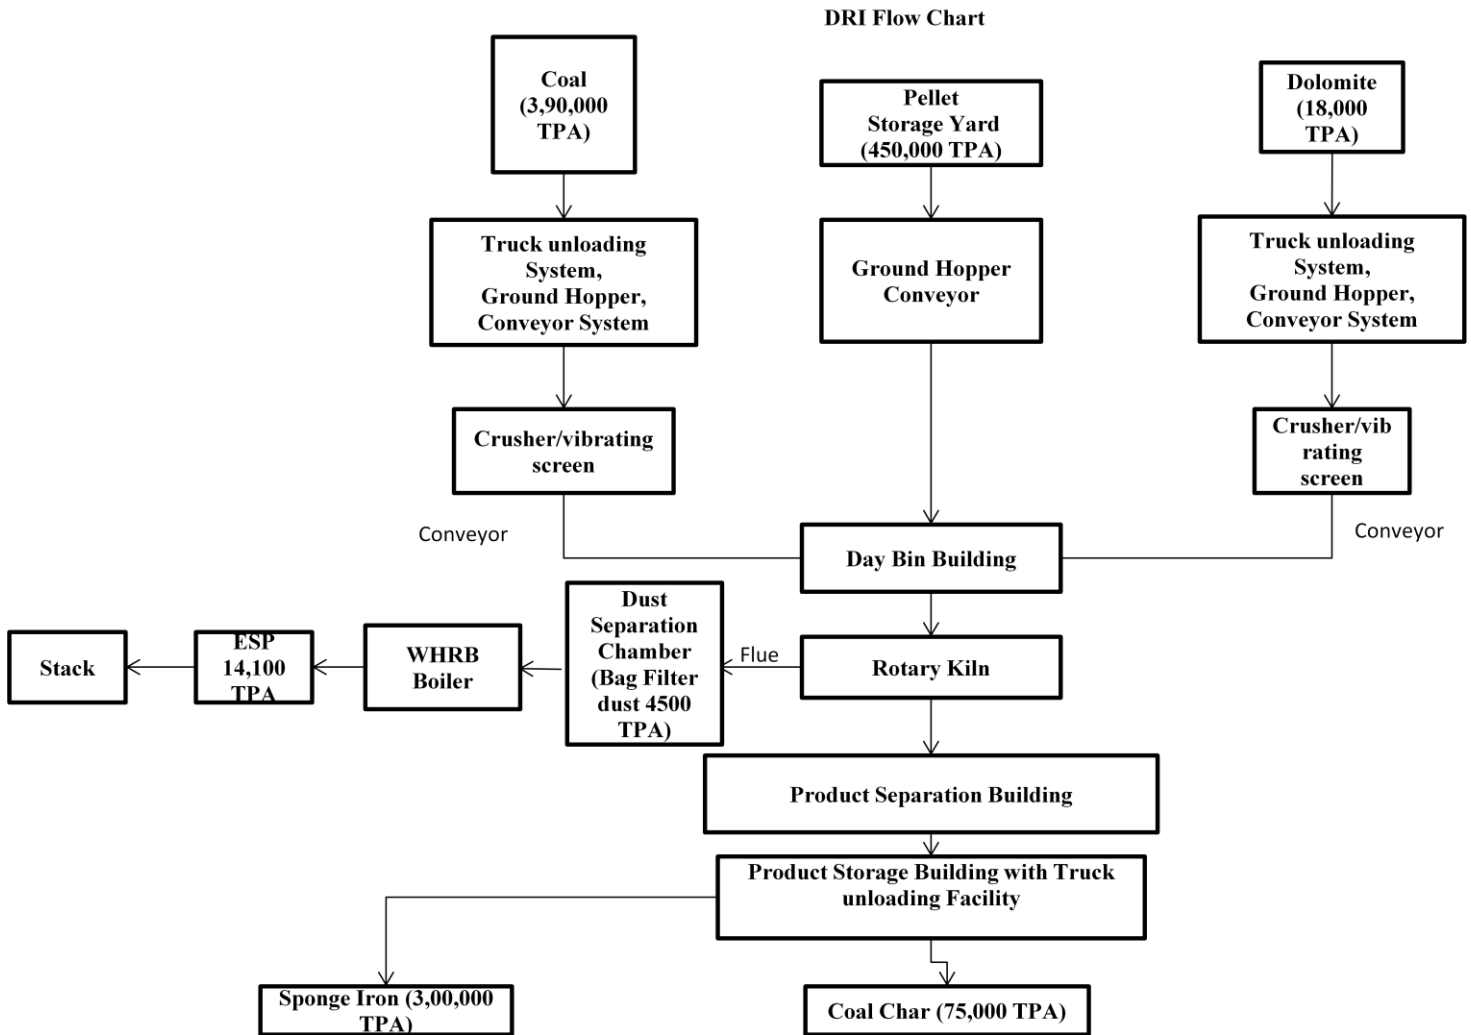 DRI Flow Chart
Coal
(3,90,000
TPA)
Pellet
Storage Yard
(450,000 TPA)
Dolomite
(18,000
TPA)
Truck unloading
System,
Ground Hopper,
Conveyor System
Ground Hopper
Conveyor
Truck unloading
System,
Ground Hopper,
Conveyor System
Crusher/vibrating
screen
Crusher/vib
rating
screen
Conveyor
Day Bin Building
Conveyor
Stack
ESP
14,100
TPA
WHRB
Boiler
Dust
Separation
Chamber
(Bag Filter
dust 4500
TPA)
Flue
Rotary Kiln
Product Separation Building
Product Storage Building with Truck
unloading Facility
Sponge Iron (3,00,000
TPA)
Coal Char (75,000 TPA)